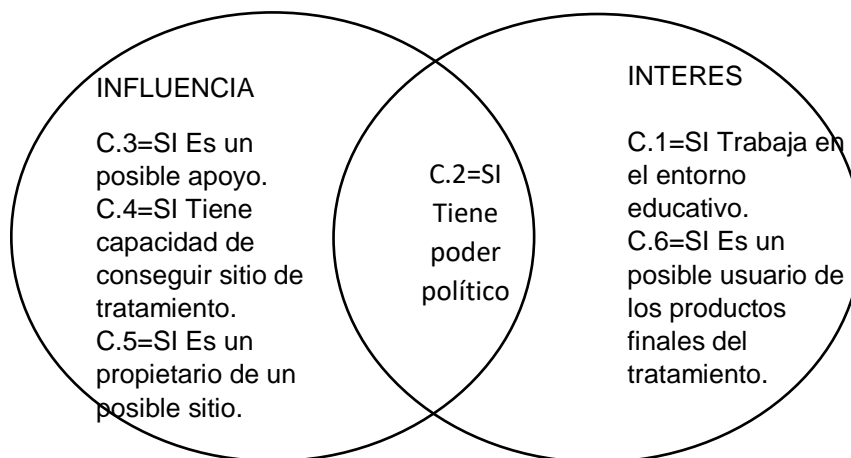 INFLUENCIA
C.3=SI Es un
posible apoyo.
C.4=SI Tiene
capacidad de
conseguir sitio de
tratamiento.
C.5=SI Es un
propietario de un
posible sitio.
C.2=SI
Tiene
poder
político
INTERES
C.1=SI Trabaja en
el entorno
educativo.
C.6=SI Es un
posible usuario de
los productos
finales del
tratamiento.